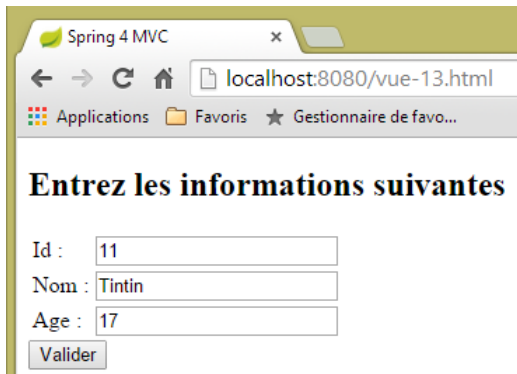 Spring 4 MVC
localhost:8080/vue-13.html
Applications Favoris Gestionnaire de favo...
Entrez les informations suivantes
Id : 11
Nom : Tintin
Age : 17
Valider